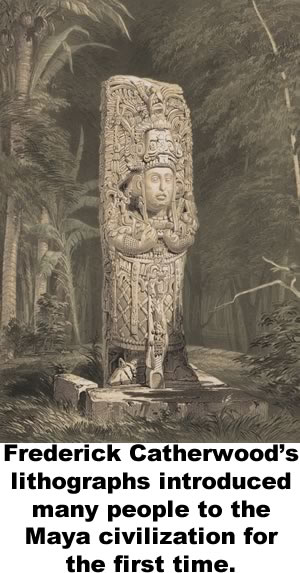 Frederick Catherwood's
lithographs introduced
many people to the
Maya civilization for
the first time.